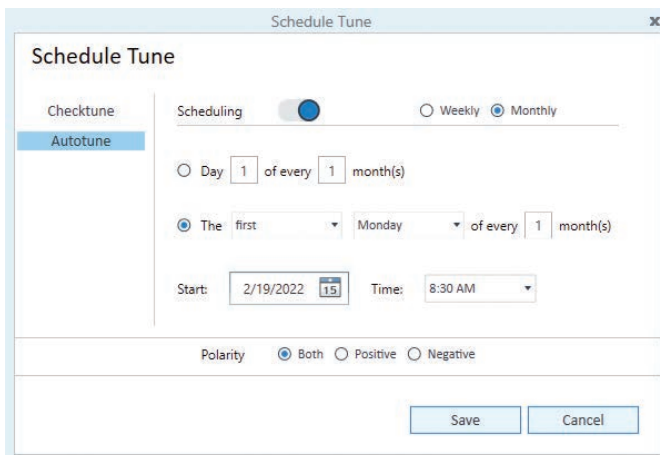 Schedule Tune
x
Schedule Tune
Checktune
Autotune
Scheduling
Weekly Monthly
Day 1 of every 1 month(s)
The first Monday of every 1 month(s)
Start: 2/19/2022 15 Time: 8:30 AM
Polarity Both Positive Negative
Save Cancel